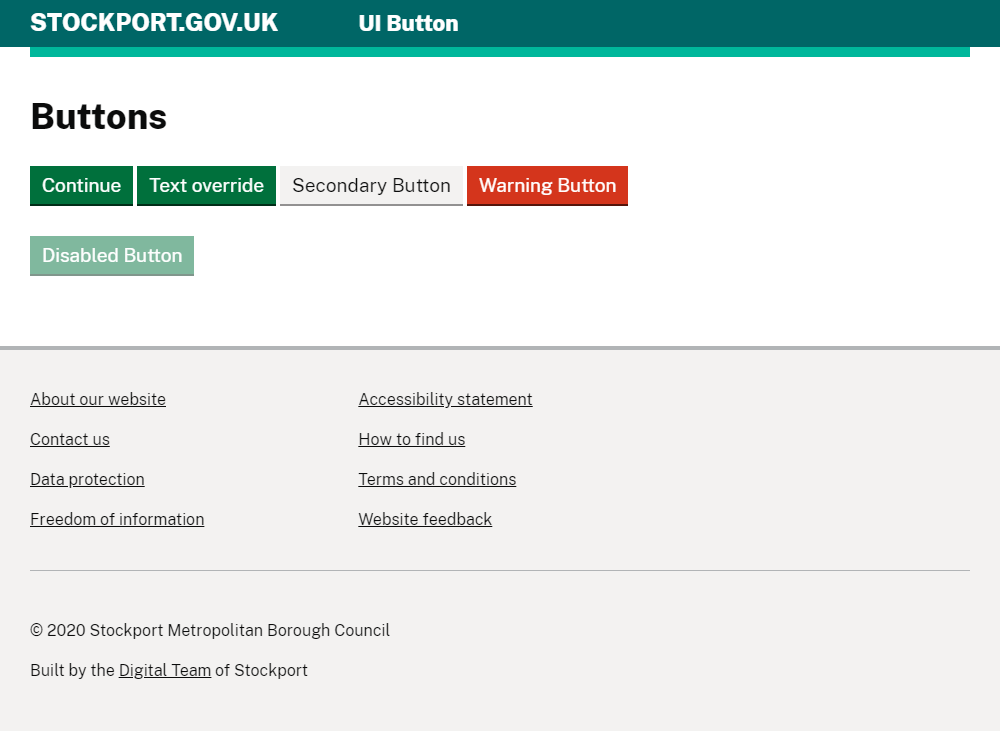 STOCKPORT.GOV.UK UI Button
Buttons
Continue Text override Secondary Button Warning Button
Disabled Button
About our website Accessibility statement
Contact us How to find us
Data protection Terms and conditions
Freedom of information Website feedback
© 2020 Stockport Metropolitan Borough Council
Built by the Digital Team of Stockport